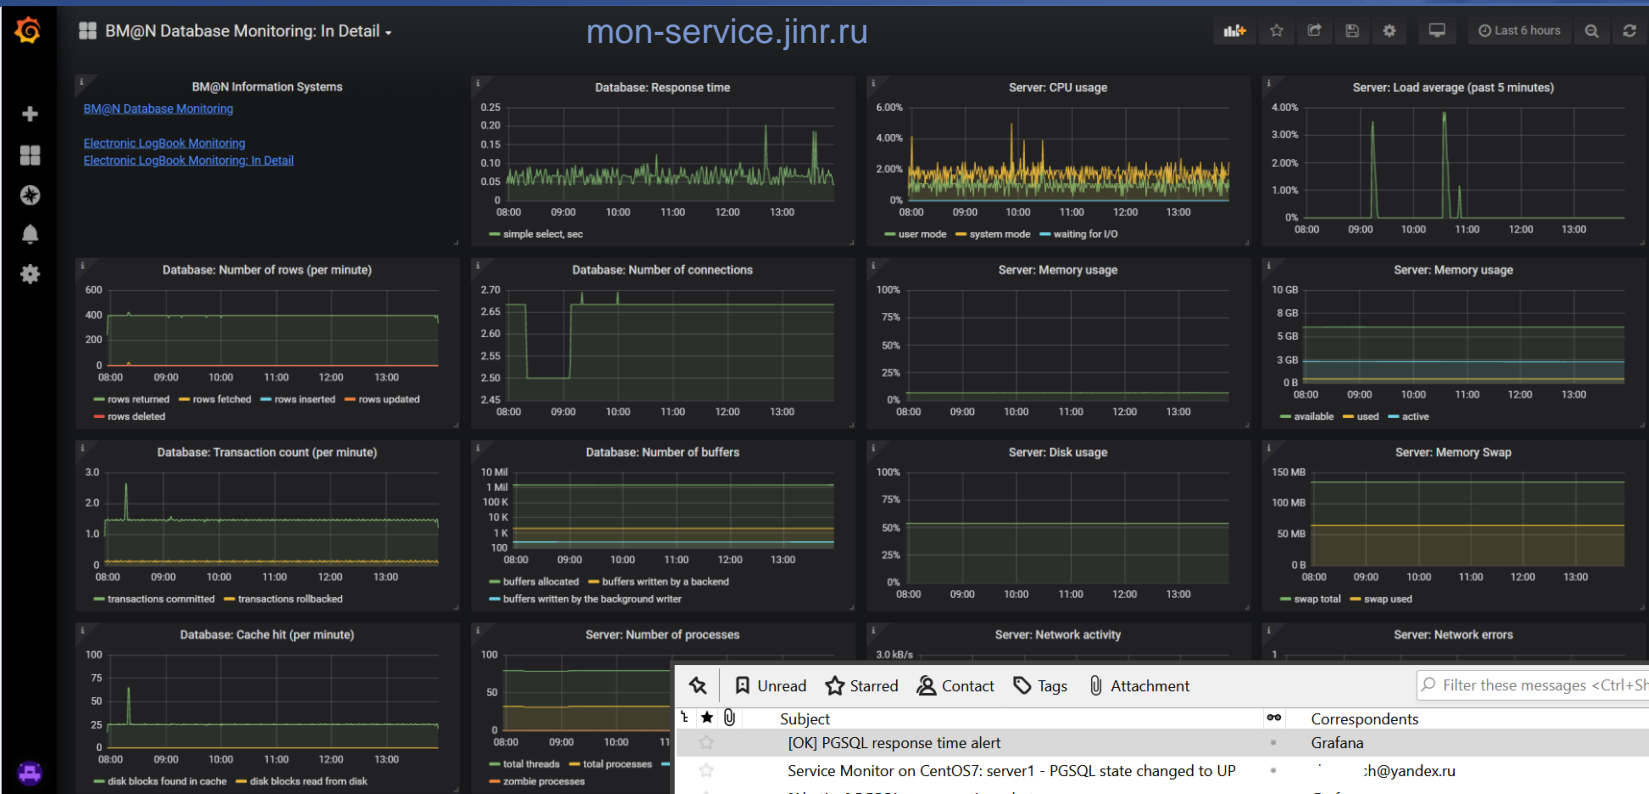 BM@N Database Monitoring: In Detail
mon-service.jinr.ru
Last 6 hours
BM@N Information Systems
BM@N Database Monitoring
Electronic LogBook Monitoring
Electronic LogBook Monitoring: In Detail
Database: Response time
0.25
0.20
0.15
0.10
0.05
0
08:00 09:00 10:00 11:00 12:00 13:00
simple select, sec
Server: CPU usage
6.00%
4.00%
2.00%
0%
08:00 09:00 10:00 11:00 12:00 13:00
user mode system mode waiting for I/O
Server: Load average (past 5 minutes)
4.00%
3.00%
2.00%
1.00%
0%
08:00 09:00 10:00 11:00 12:00 13:00
Database: Number of rows (per minute)
600
400
200
0
08:00 09:00 10:00 11:00 12:00 13:00
rows returned rows fetched rows inserted rows updated
rows deleted
Database: Number of connections
2.70
2.65
2.60
2.55
2.50
2.45
08:00 09:00 10:00 11:00 12:00 13:00
Server: Memory usage
100%
75%
50%
25%
0%
08:00 09:00 10:00 11:00 12:00 13:00
Server: Memory usage
10 GB
8 GB
5 GB
3 GB
0 B
08:00 09:00 10:00 11:00 12:00 13:00
available used active
Database: Transaction count (per minute)
3.0
2.0
1.0
0
08:00 09:00 10:00 11:00 12:00 13:00
transactions committed transactions rollbacked
Database: Number of buffers
10 Mil
1 Mil
100 K
10 K
1 K
100
08:00 09:00 10:00 11:00 12:00 13:00
buffers allocated buffers written by a backend
buffers written by the background writer
Server: Disk usage
100%
75%
50%
25%
0%
08:00 09:00 10:00 11:00 12:00 13:00
Server: Memory Swap
150 MB
100 MB
50 MB
0 B
08:00 09:00 10:00 11:00 12:00 13:00
swap total swap used
Database: Cache hit (per minute)
100
75
50
25
0
08:00 09:00 10:00 11:00 12:00 13:00
disk blocks found in cache disk blocks read from disk
Server: Number of processes
100
50
0
08:00 09:00 10:00 11
total threads total processes
zombie processes
Server: Network activity
3.0 kB/s
Server: Network errors
1
Unread Starred Contact Tags Attachment
Filter these messages <Ctrl+Sh
Subject Correspondents
[OK] PGSQL response time alert Grafana
Service Monitor on CentOS7: server1 - PGSQL state changed to UP ch@yandex.ru